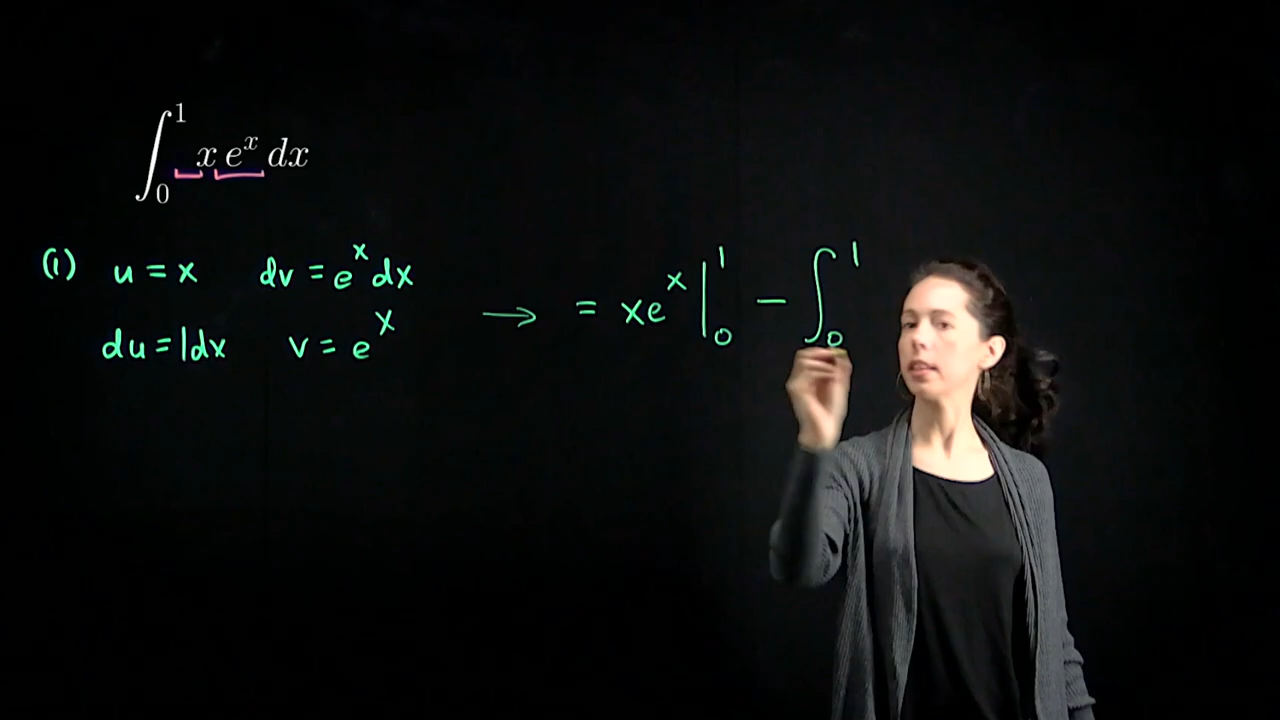 ∫₀¹ x eˣ dx
(1) u = x dv = eˣ dx → = xeˣ |₀¹ − ∫₀¹
du = 1dx v = eˣ